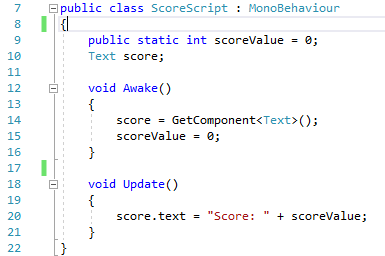 7 public class ScoreScript : MonoBehaviour
8 {
9     public static int scoreValue = 0;
10     Text score;
11
12     void Awake()
13     {
14         score = GetComponent<Text>();
15         scoreValue = 0;
16     }
17
18     void Update()
19     {
20         score.text = "Score: " + scoreValue;
21     }
22 }